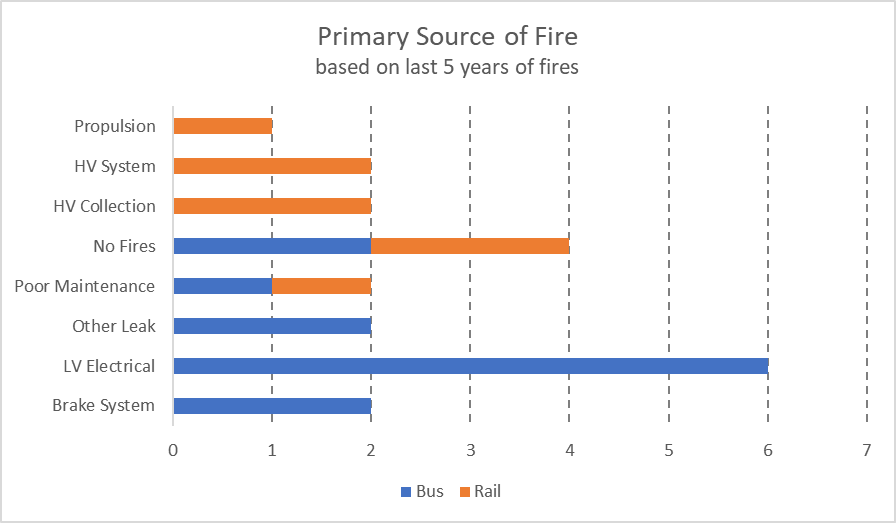 Primary Source of Fire
based on last 5 years of fires
Propulsion
HV System
HV Collection
No Fires
Poor Maintenance
Other Leak
LV Electrical
Brake System
0 1 2 3 4 5 6 7
Bus Rail